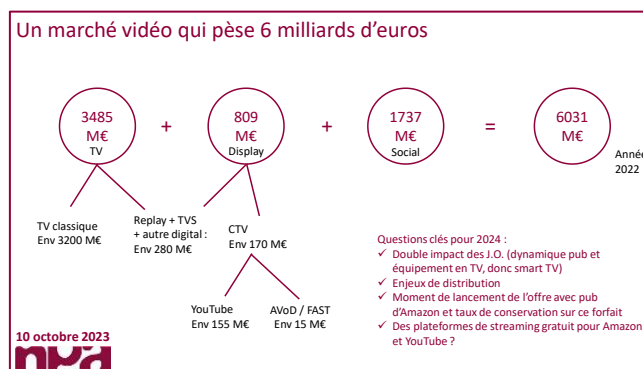 Un marché vidéo qui pèse 6 milliards d'euros
3485
M€
TV
+
809
M€
Display
+
1737
M€
Social
=
6031
M€
Année
2022
TV classique
Env 3200 M€
Replay + TVS
+ autre digital :
Env 280 M€
CTV
Env 170 M€
YouTube
Env 155 M€
AVoD / FAST
Env 15 M€
Questions clés pour 2024 :
✓ Double impact des J.O. (dynamique pub et
équipement en TV, donc smart TV)
✓ Enjeux de distribution
✓ Moment de lancement de l'offre avec pub
d'Amazon et taux de conservation sur ce forfait
✓ Des plateformes de streaming gratuit pour Amazon
et YouTube ?
10 octobre 2023
npa